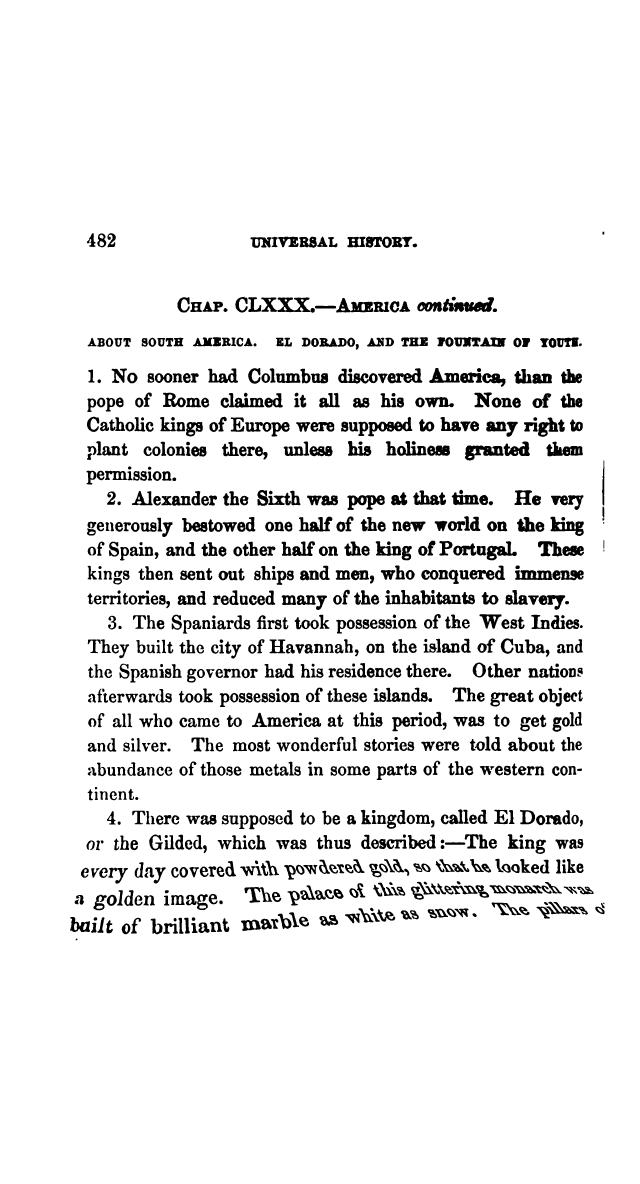 482 UNIVERSAL HISTORY.
CHAP. CLXXX.—AMERICA continued.
ABOUT SOUTH AMERICA. EL DORADO, AND THE FOUNTAIN OF YOUTH.
1. No sooner had Columbus discovered America, than the
pope of Rome claimed it all as his own. None of the
Catholic kings of Europe were supposed to have any right to
plant colonies there, unless his holiness granted them
permission.
2. Alexander the Sixth was pope at that time. He very
generously bestowed one half of the new world on the king
of Spain, and the other half on the king of Portugal. These
kings then sent out ships and men, who conquered immense
territories, and reduced many of the inhabitants to slavery.
3. The Spaniards first took possession of the West Indies.
They built the city of Havannah, on the island of Cuba, and
the Spanish governor had his residence there. Other nations
afterwards took possession of these islands. The great object
of all who came to America at this period, was to get gold
and silver. The most wonderful stories were told about the
abundance of those metals in some parts of the western con-
tinent.
4. There was supposed to be a kingdom, called El Dorado,
or the Gilded, which was thus described:—The king was
every day covered with powdered gold, so that he looked like
a golden image. The palace of this glittering monarch was
built of brilliant marble as white as snow. The pillars o